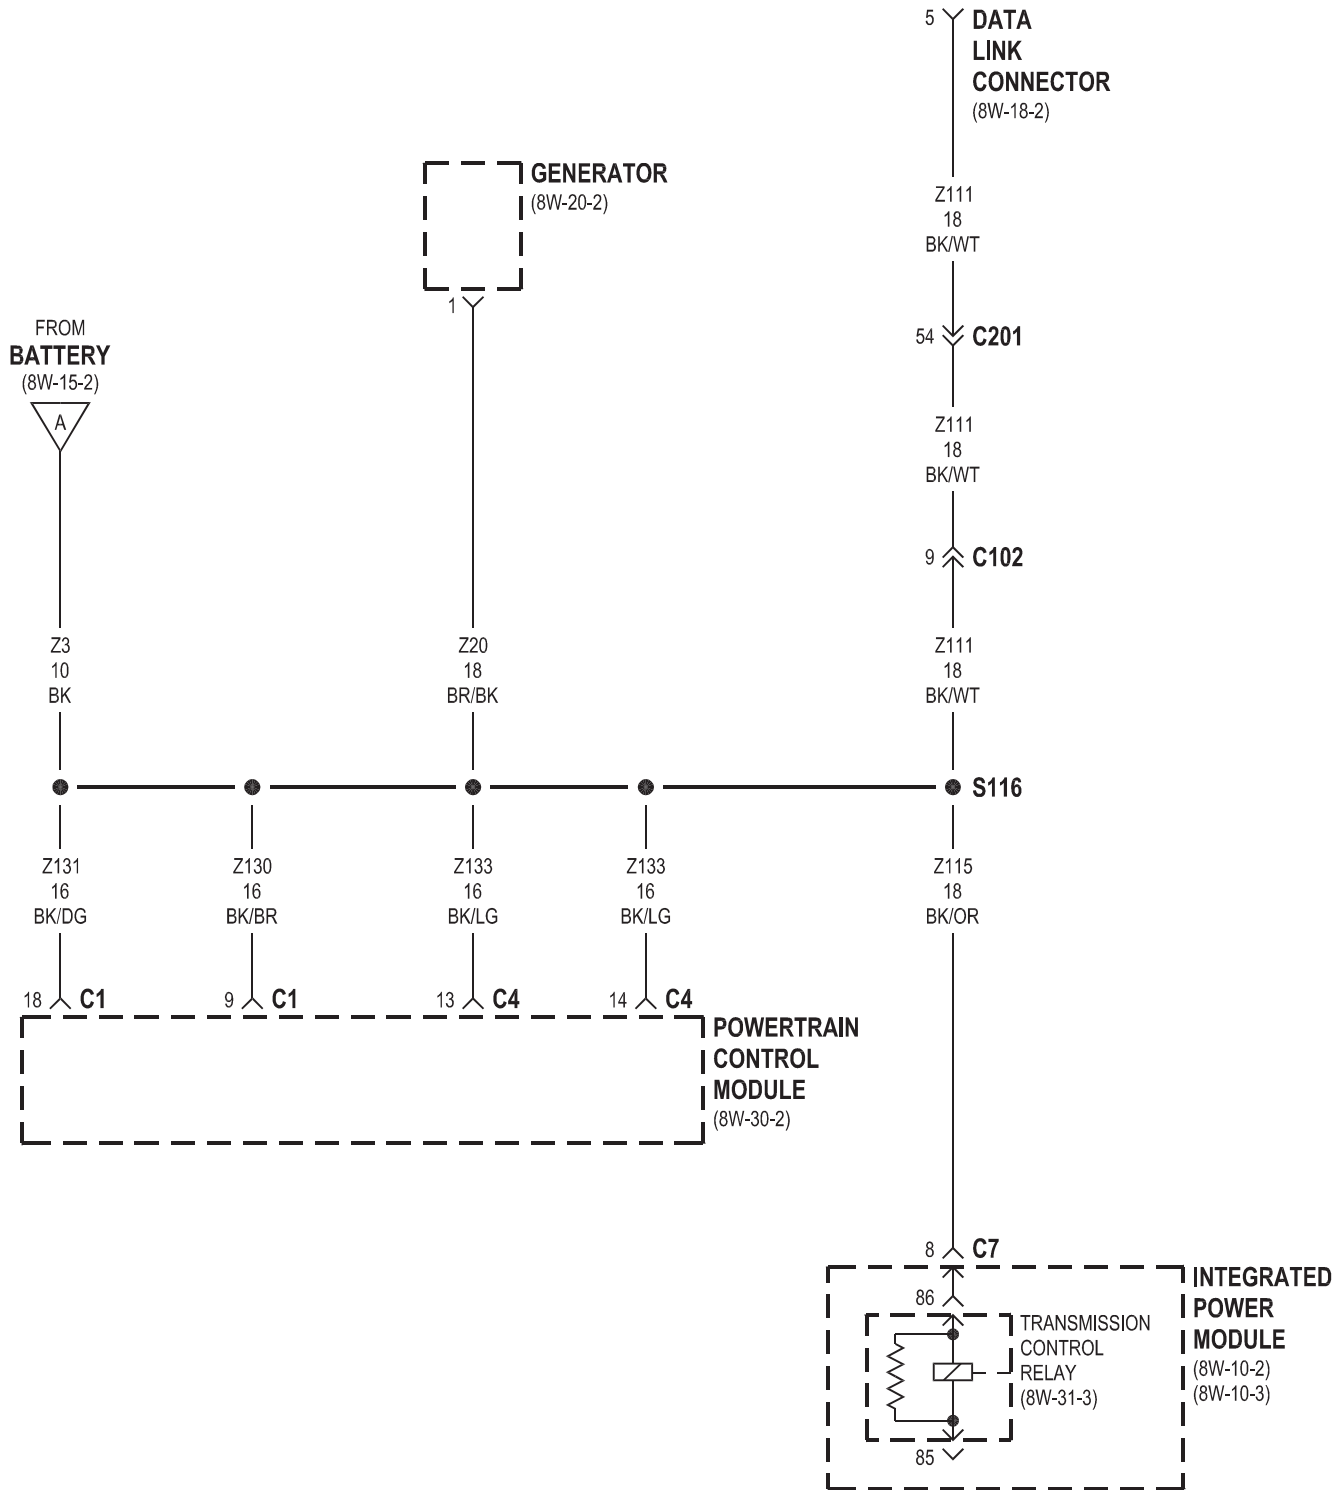 5
DATA
LINK
CONNECTOR
(8W-18-2)
GENERATOR
(8W-20-2)
1
Z111
18
BK/WT
54
C201
FROM
BATTERY
(8W-15-2)
A
Z111
18
BK/WT
9
C102
Z3
10
BK
Z20
18
BR/BK
Z111
18
BK/WT
S116
Z131
16
BK/DG
Z130
16
BK/BR
Z133
16
BK/LG
Z133
16
BK/LG
Z115
18
BK/OR
18
C1
9
C1
13
C4
14
C4
POWERTRAIN
CONTROL
MODULE
(8W-30-2)
8
C7
INTEGRATED
POWER
MODULE
(8W-10-2)
(8W-10-3)
86
TRANSMISSION
CONTROL
RELAY
(8W-31-3)
85